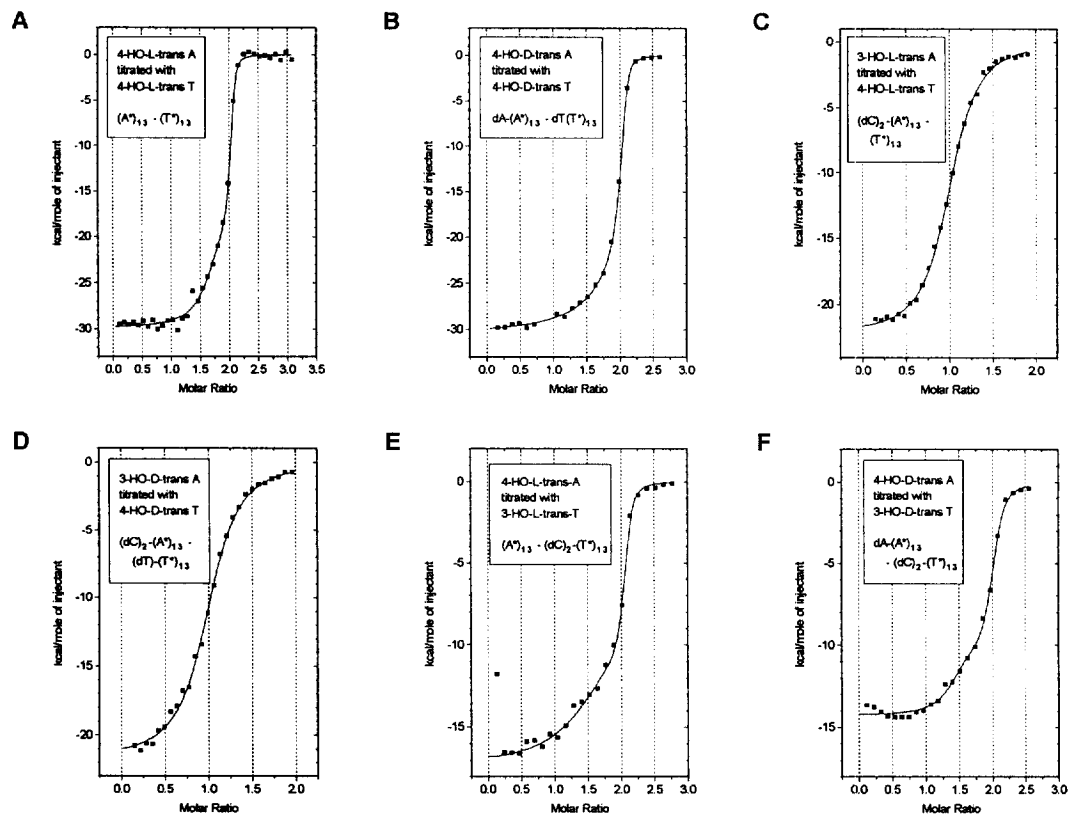 A
4-HO-L-trans A
titrated with
4-HO-L-trans T
(A*)13 - (T*)13
kcal/mole of injectant
0
-5
-10
-15
-20
-25
-30
0.0 0.5 1.0 1.5 2.0 2.5 3.0 3.5
Molar Ratio
B
4-HO-D-trans A
titrated with
4-HO-D-trans T
dA-(A*)13 - dT(T*)13
kcal/mole of injectant
0
-5
-10
-15
-20
-25
-30
0.0 0.5 1.0 1.5 2.0 2.5 3.0
Molar Ratio
C
3-HO-L-trans A
titrated with
4-HO-L-trans T
(dC)2-(A*)13 -
(T*)13
kcal/mole of injectant
0
-5
-10
-15
-20
0.0 0.5 1.0 1.5 2.0
Molar Ratio
D
3-HO-D-trans A
titrated with
4-HO-D-trans T
(dC)2-(A*)13 -
(dT)-(T*)13
kcal/mole of injectant
0
-5
-10
-15
-20
0.0 0.5 1.0 1.5 2.0
Molar Ratio
E
4-HO-L-trans-A
titrated with
3-HO-L-trans-T
(A*)13 - (dC)2-(T*)13
kcal/mole of injectant
0
-5
-10
-15
0.0 0.5 1.0 1.5 2.0 2.5 3.0
Molar Ratio
F
4-HO-D-trans A
titrated with
3-HO-D-trans T
dA-(A*)13
- (dC)2-(T*)13
kcal/mole of injectant
0
-5
-10
-15
0.0 0.5 1.0 1.5 2.0 2.5 3.0
Molar Ratio